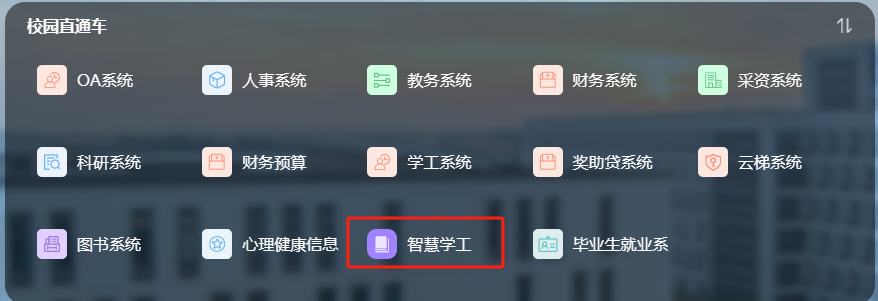 校园直通车
OA系统 人事系统 教务系统 财务系统 采资系统
科研系统 财务预算 学工系统 奖助贷系统 云梯系统
图书系统 心理健康信息 智慧学工 毕业生就业系